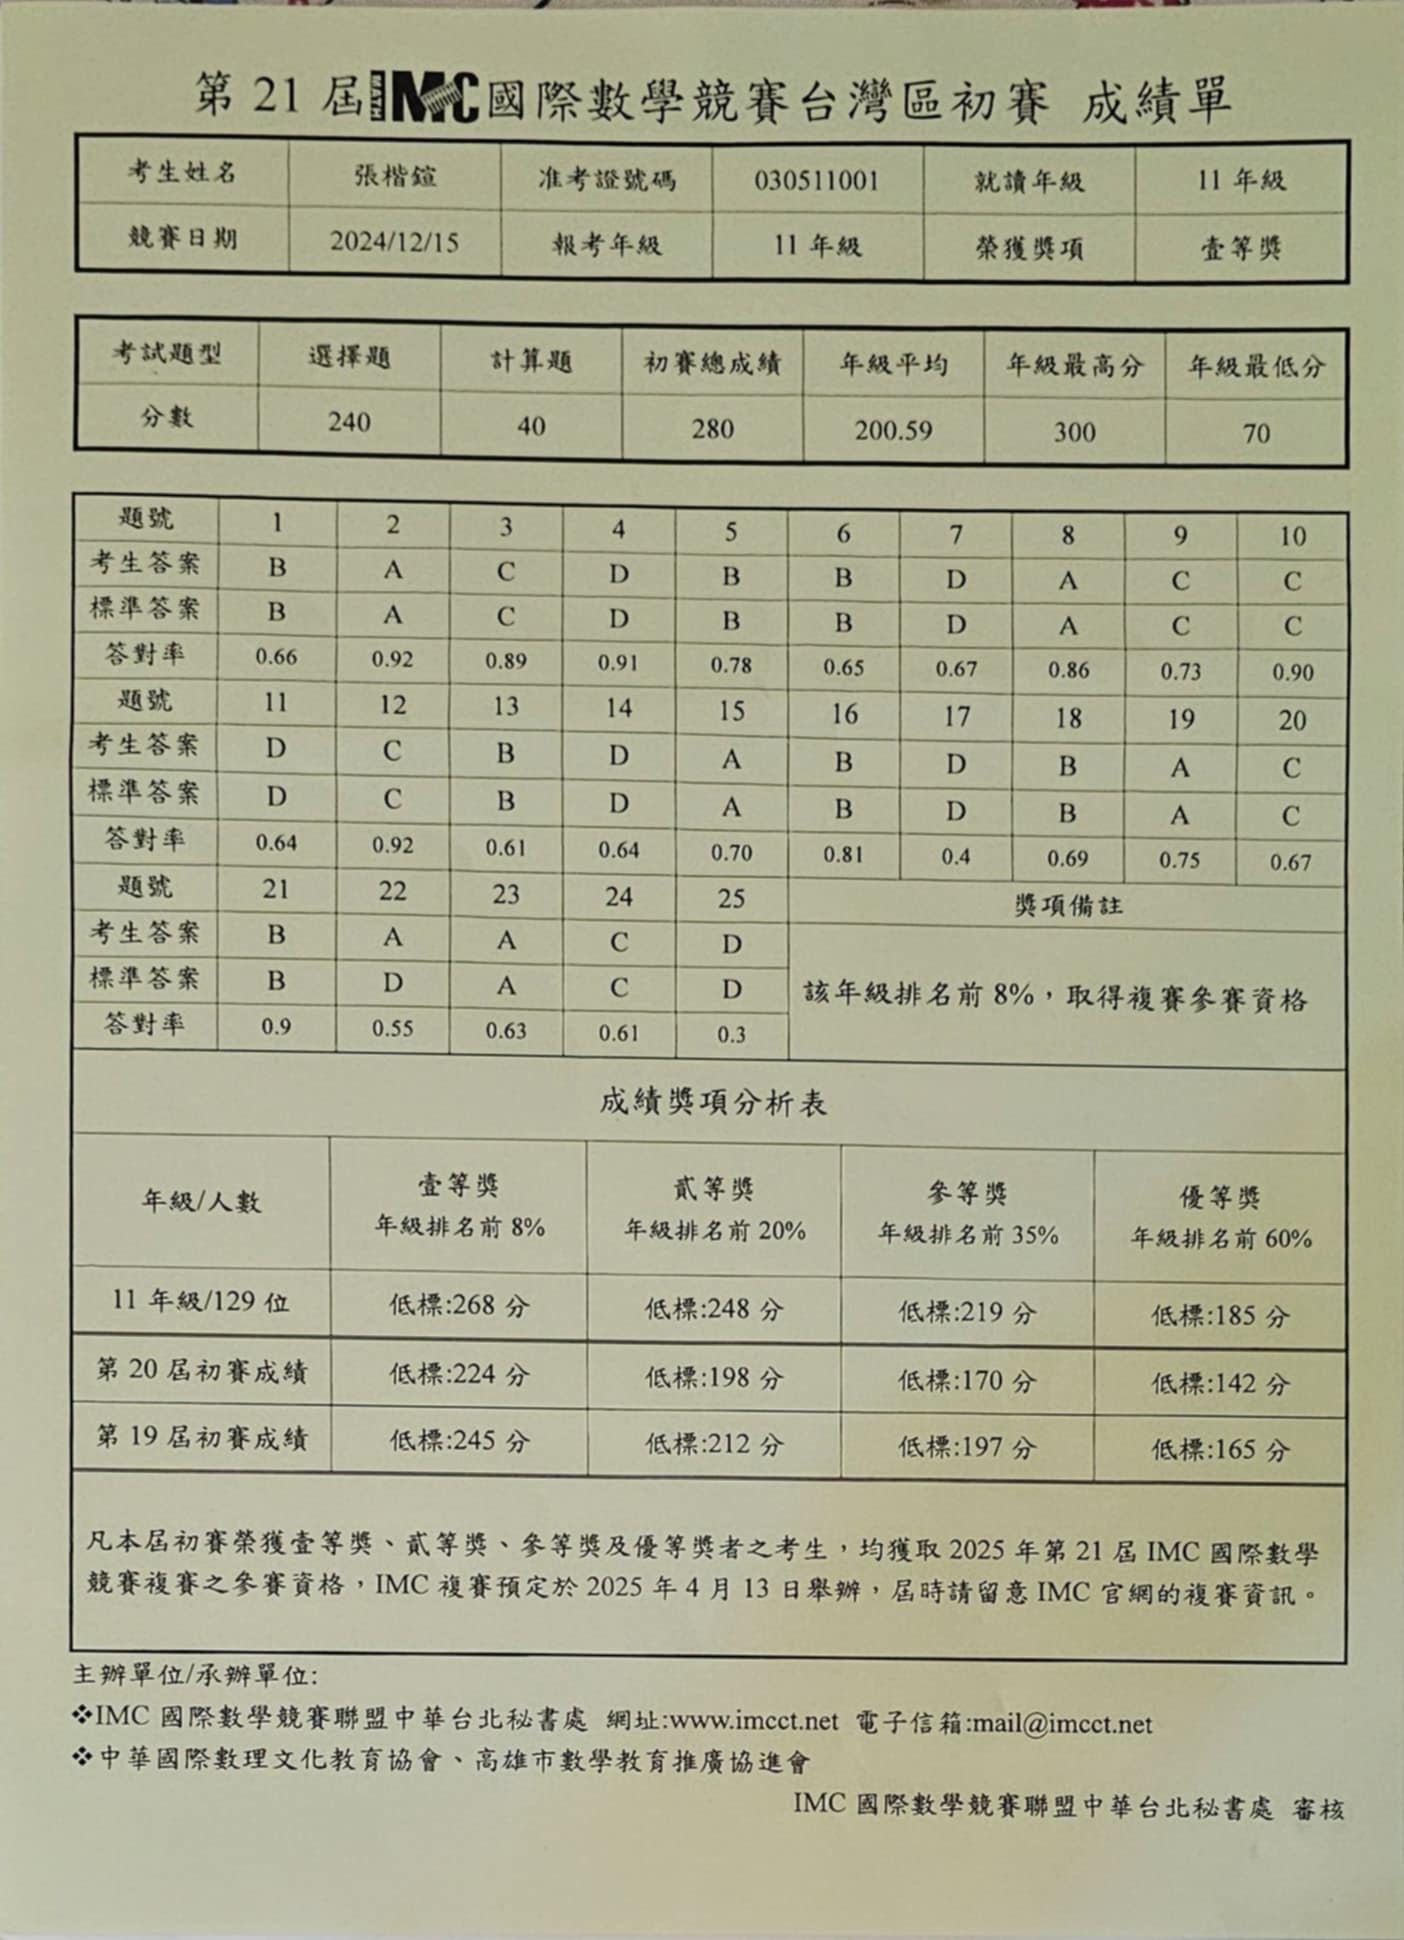 第 21 屆 IMC 國際數學競賽台灣區初賽 成績單
考生姓名 張楷鍹 准考證號碼 030511001 就讀年級 11 年級
競賽日期 2024/12/15 報考年級 11 年級 榮獲獎項 壹等獎
考試題型 選擇題 計算題 初賽總成績 年級平均 年級最高分 年級最低分
分數 240 40 280 200.59 300 70
題號 1 2 3 4 5 6 7 8 9 10
考生答案 B A C D B B D A C C
標準答案 B A C D B B D A C C
答對率 0.66 0.92 0.89 0.91 0.78 0.65 0.67 0.86 0.73 0.90
題號 11 12 13 14 15 16 17 18 19 20
考生答案 D C B D A B D B A C
標準答案 D C B D A B D B A C
答對率 0.64 0.92 0.61 0.64 0.70 0.81 0.4 0.69 0.75 0.67
題號 21 22 23 24 25 獎項備註
考生答案 B A A C D
標準答案 B D A C D
該年級排名前 8%，取得複賽參賽資格
答對率 0.9 0.55 0.63 0.61 0.3
成績獎項分析表
年級/人數 壹等獎 貳等獎 參等獎 優等獎
年級排名前 8% 年級排名前 20% 年級排名前 35% 年級排名前 60%
11 年級/129 位 低標:268 分 低標:248 分 低標:219 分 低標:185 分
第 20 屆初賽成績 低標:224 分 低標:198 分 低標:170 分 低標:142 分
第 19 屆初賽成績 低標:245 分 低標:212 分 低標:197 分 低標:165 分
凡本屆初賽榮獲壹等獎、貳等獎、參等獎及優等獎者之考生，均獲取 2025 年第 21 屆 IMC 國際數學
競賽複賽之參賽資格，IMC 複賽預定於 2025 年 4 月 13 日舉辦，屆時請留意 IMC 官網的複賽資訊。
主辦單位/承辦單位:
❖IMC 國際數學競賽聯盟中華台北秘書處 網址:www.imcct.net 電子信箱:mail@imcct.net
❖中華國際數理文化教育協會、高雄市數學教育推廣協進會
IMC 國際數學競賽聯盟中華台北秘書處 審核